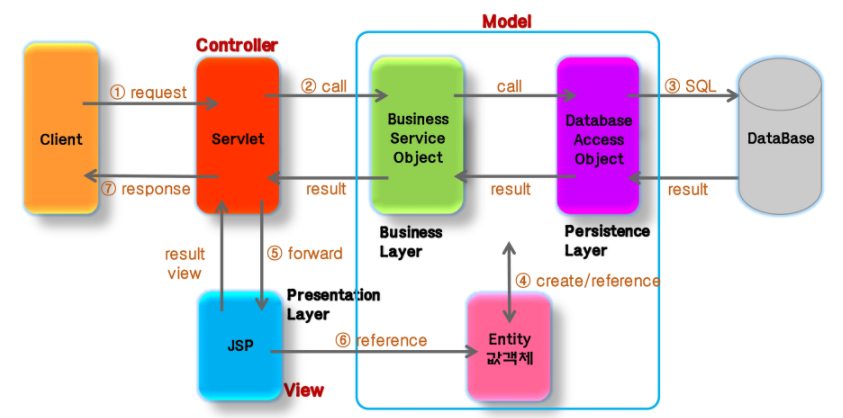 Model
Controller
① request
② call
call
③ SQL
Client
Servlet
Business
Service
Object
Database
Access
Object
DataBase
⑦ response
result
result
result
Business
Layer
Persistence
Layer
result
view
⑤ forward
④ create/reference
Presentation
Layer
JSP
⑥ reference
Entity
값객체
View